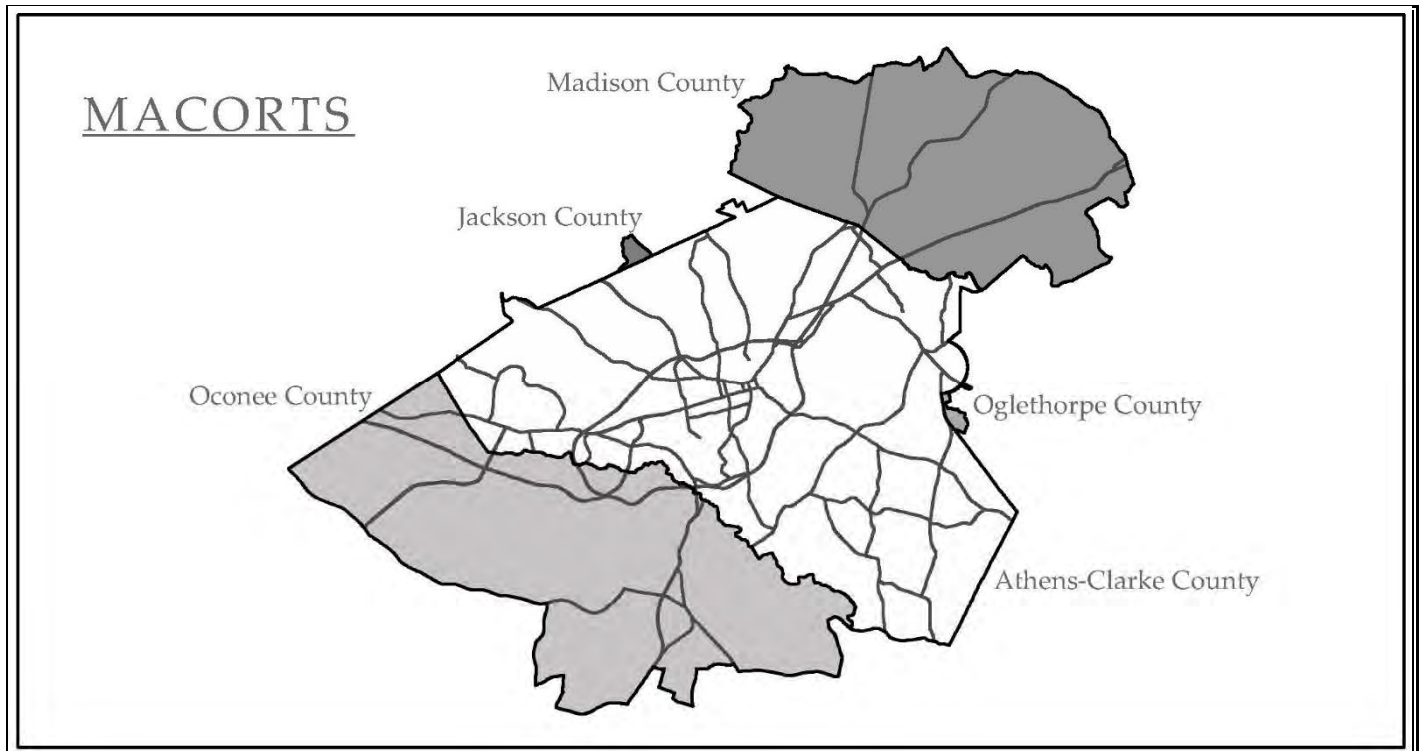 MACORTS
Madison County
Jackson County
Oconee County
Oglethorpe County
Athens-Clarke County